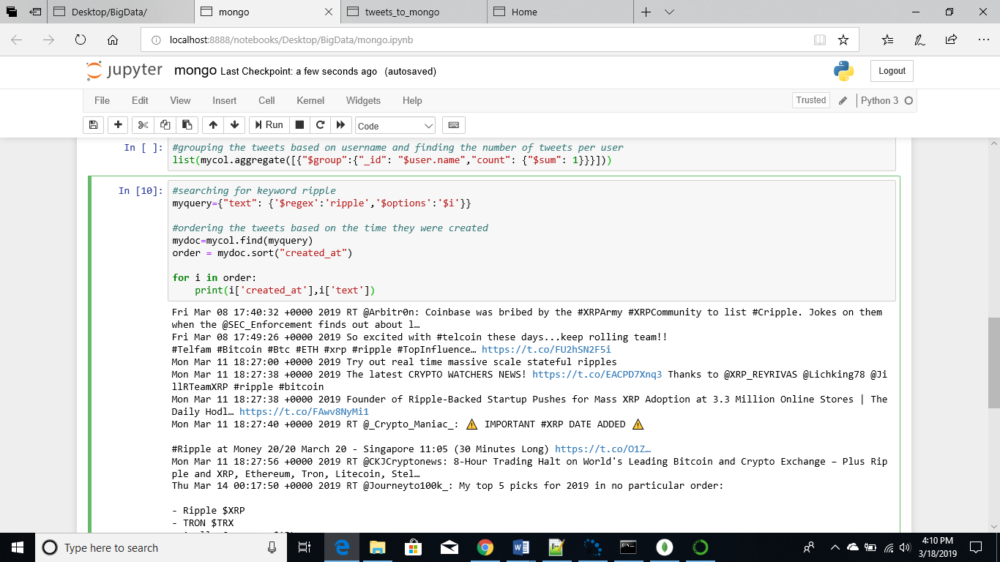 Desktop/BigData/
mongo
tweets_to_mongo
Home
localhost:8888/notebooks/Desktop/BigData/mongo.ipynb
jupyter mongo Last Checkpoint: a few seconds ago (autosaved)
Logout
File Edit View Insert Cell Kernel Widgets Help
Trusted
Python 3
Run
Code
In [ ]: #grouping the tweets based on username and finding the number of tweets per user
list(mycol.aggregate([{"$group":{"_id": "$user.name","count": {"$sum": 1}}}]))
In [10]: #searching for keyword ripple
myquery={"text": {'$regex':'ripple','$options':'$i'}}
#ordering the tweets based on the time they were created
mydoc=mycol.find(myquery)
order = mydoc.sort("created_at")
for i in order:
print(i['created_at'],i['text'])
Fri Mar 08 17:40:32 +0000 2019 RT @Arbitr0n: Coinbase was bribed by the #XRPArmy #XRPCommunity to list #Cripple. Jokes on them
when the @SEC_Enforcement finds out about l…
Fri Mar 08 17:49:26 +0000 2019 So excited with #telcoin these days...keep rolling team!!
#Telfam #Bitcoin #Btc #ETH #xrp #ripple #TopInfluence… https://t.co/FU2hSN2F5i
Mon Mar 11 18:27:00 +0000 2019 Try out real time massive scale stateful ripples
Mon Mar 11 18:27:38 +0000 2019 The latest CRYPTO WATCHERS NEWS! https://t.co/EACPD7Xnq3 Thanks to @XRP_REYRIVAS @Lichking78 @Ji
llRTeamXRP #ripple #bitcoin
Mon Mar 11 18:27:38 +0000 2019 Founder of Ripple-Backed Startup Pushes for Mass XRP Adoption at 3.3 Million Online Stores | The
Daily Hodl… https://t.co/FAwv8NyMi1
Mon Mar 11 18:27:40 +0000 2019 RT @_Crypto_Maniac_: ⚠ IMPORTANT #XRP DATE ADDED ⚠
#Ripple at Money 20/20 March 20 - Singapore 11:05 (30 Minutes Long) https://t.co/O1Z…
Mon Mar 11 18:27:56 +0000 2019 RT @CKJCryptonews: 8-Hour Trading Halt on World's Leading Bitcoin and Crypto Exchange – Plus Rip
ple and XRP, Ethereum, Tron, Litecoin, Stel…
Thu Mar 14 00:17:50 +0000 2019 RT @Journeyto100k_: My top 5 picks for 2019 in no particular order:
- Ripple $XRP
- TRON $TRX
Type here to search
4:10 PM
3/18/2019